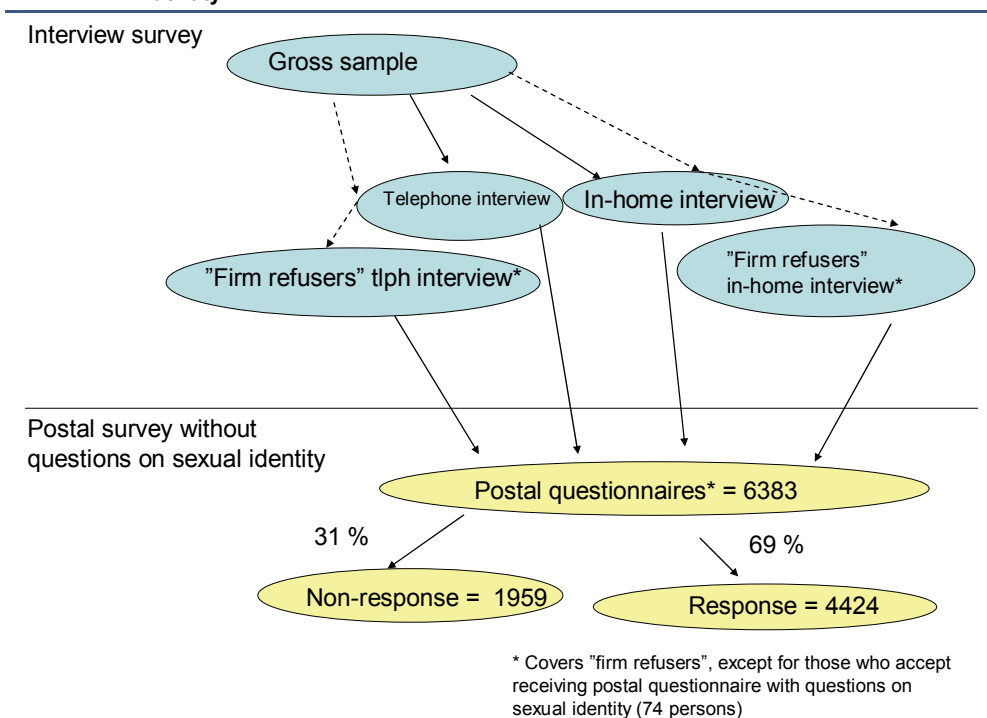 Interview survey
Gross sample
Telephone interview
In-home interview
”Firm refusers” tlph interview*
”Firm refusers”
in-home interview*
Postal survey without
questions on sexual identity
Postal questionnaires* = 6383
31 %
69 %
Non-response = 1959
Response = 4424
* Covers ”firm refusers”, except for those who accept
receiving postal questionnaire with questions on
sexual identity (74 persons)